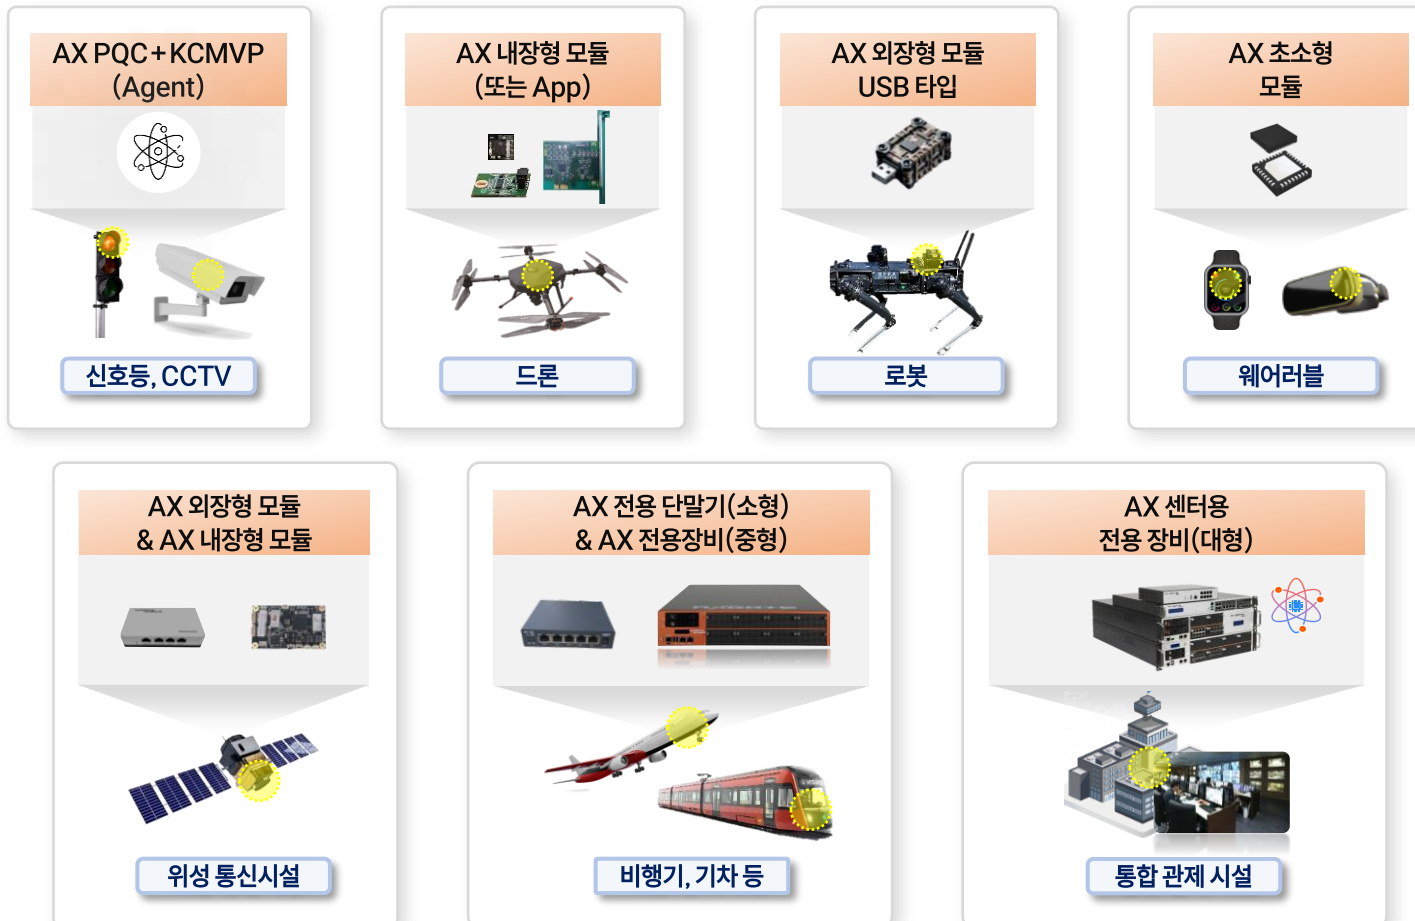 AX PQC+KCMVP
(Agent)
신호등, CCTV
AX 내장형 모듈
(또는 App)
드론
AX 외장형 모듈
USB 타입
로봇
AX 초소형
모듈
웨어러블
AX 외장형 모듈
& AX 내장형 모듈
위성 통신시설
AX 전용 단말기(소형)
& AX 전용장비(중형)
AXGATE
비행기, 기차 등
AX 센터용
전용 장비(대형)
통합 관제 시설